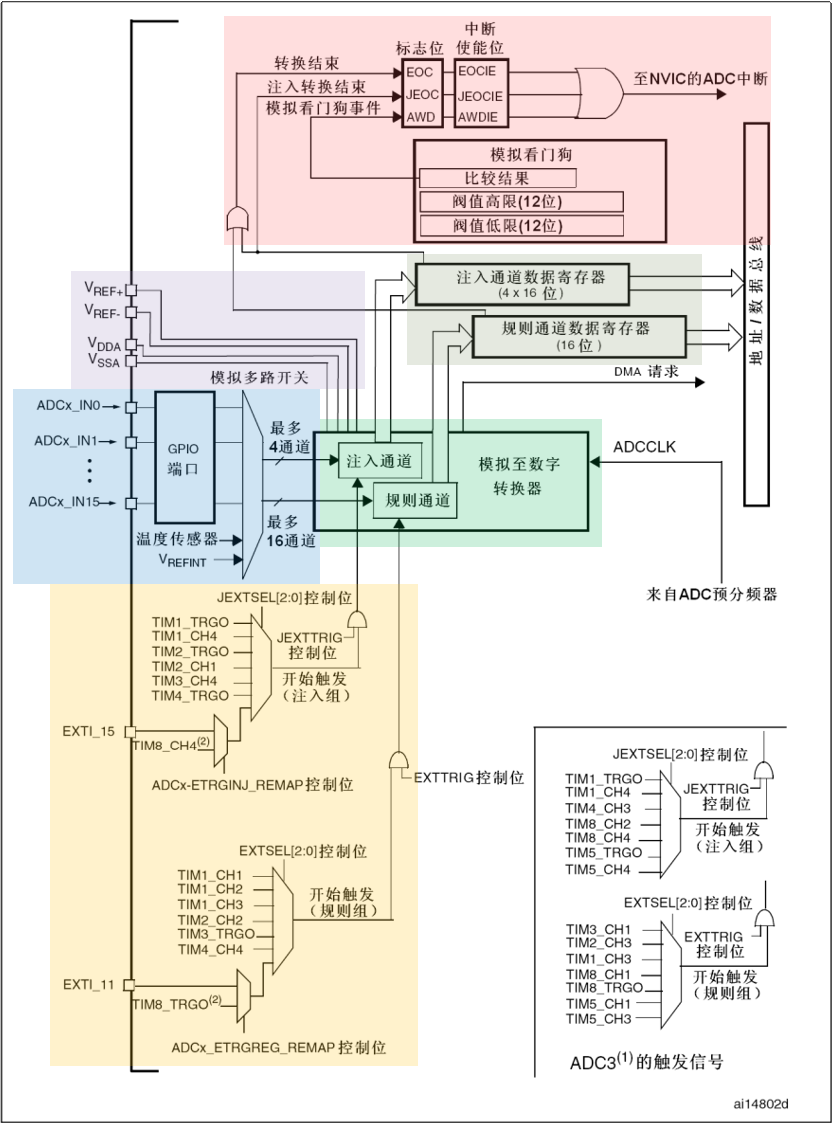 中断
标志位 使能位
转换结束
EOC EOCIE
注入转换结束
JEOC JEOCIE
至NVIC的ADC中断
模拟看门狗事件
AWD AWDIE
模拟看门狗
比较结果
阀值高限(12位)
阀值低限(12位)
地址/数据总线
注入通道数据寄存器
(4 x 16 位)
规则通道数据寄存器
(16 位)
DMA 请求
VREF+
VREF-
VDDA
VSSA
模拟多路开关
ADCx_IN0
ADCx_IN1
ADCx_IN15
GPIO
端口
最多
4通道
最多
16通道
温度传感器
VREFINT
注入通道
规则通道
模拟至数字
转换器
ADCCLK
来自ADC预分频器
JEXTSEL[2:0]控制位
TIM1_TRGO
TIM1_CH4
TIM2_TRGO
TIM2_CH1
TIM3_CH4
TIM4_TRGO
JEXTTRIG
控制位
开始触发
(注入组)
EXTI_15
TIM8_CH4(2)
ADCx-ETRGINJ_REMAP控制位
EXTTRIG控制位
EXTSEL[2:0]控制位
TIM1_CH1
TIM1_CH2
TIM1_CH3
TIM2_CH2
TIM3_TRGO
TIM4_CH4
开始触发
(规则组)
EXTI_11
TIM8_TRGO(2)
ADCx_ETRGREG_REMAP 控制位
JEXTSEL[2:0]控制位
TIM1_TRGO
TIM1_CH4
TIM4_CH3
TIM8_CH2
TIM8_CH4
TIM5_TRGO
TIM5_CH4
JEXTTRIG
控制位
开始触发
(注入组)
EXTSEL[2:0]控制位
TIM3_CH1
TIM2_CH3
TIM1_CH3
TIM8_CH1
TIM8_TRGO
TIM5_CH1
TIM5_CH3
EXTTRIG
控制位
开始触发
(规则组)
ADC3(1)的触发信号
ai14802d